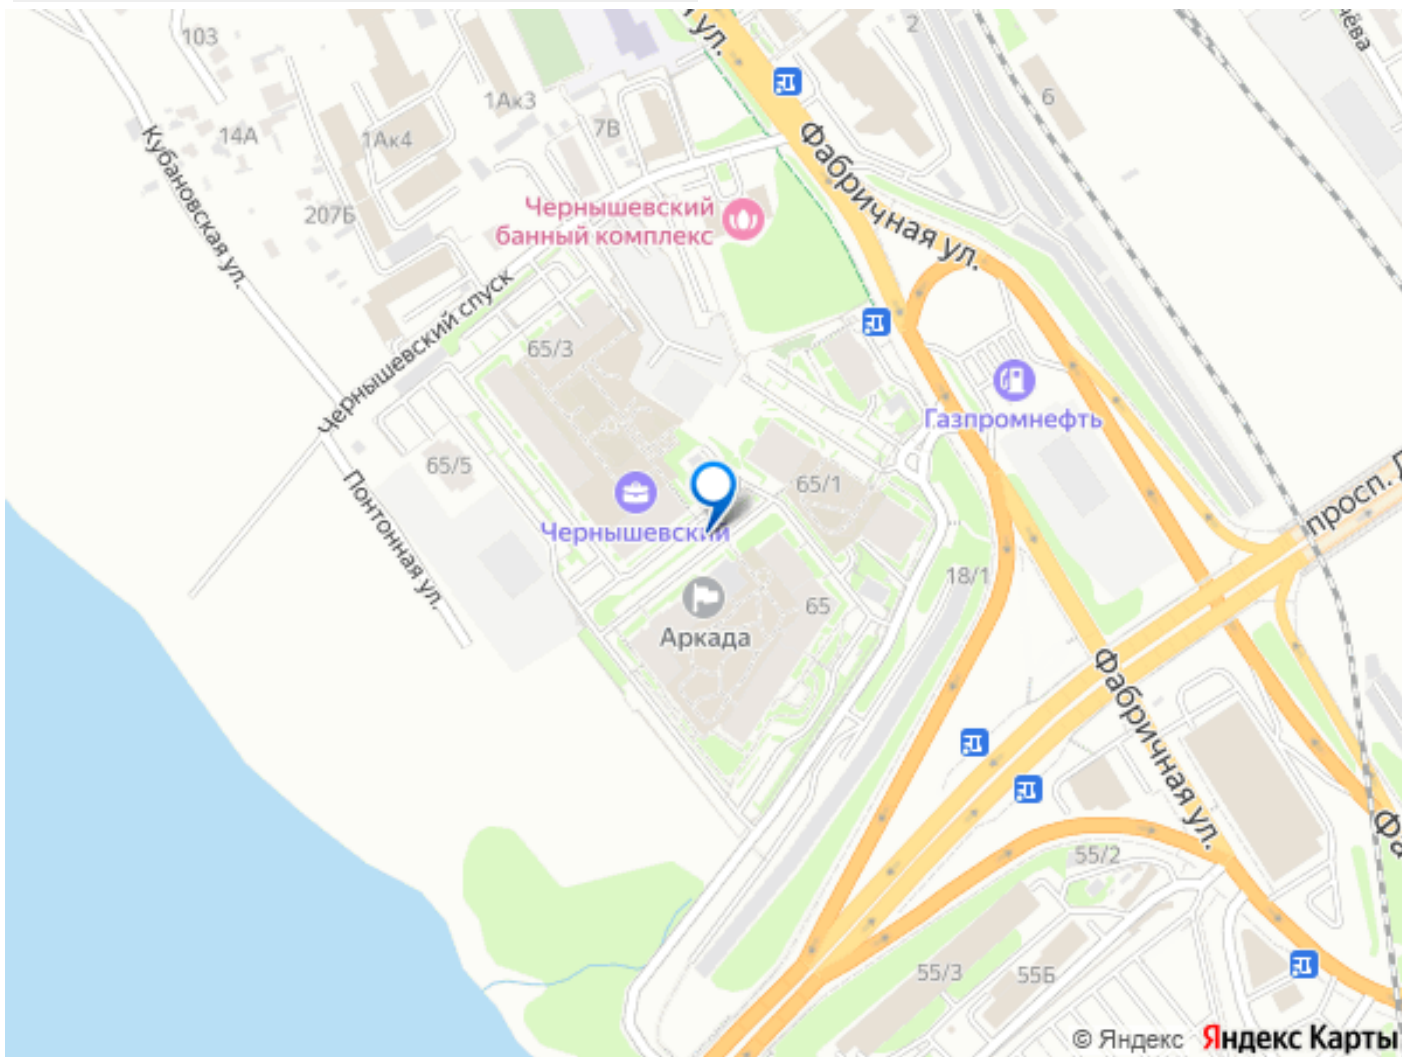 103
2
чёва
ул.
1Ак3
6
7В
14А
1Ак4
Кубановская ул.
Фабричная ул.
207Б
Чернышевский
банный комплекс
Чернышевский спуск
65/3
Газпромнефть
65/5
65/1
просп. Д
Понтонная ул.
Чернышевский
18/1
65
Аркада
Фабричная ул.
Фа
55/2
55/3
55Б
© Яндекс Яндекс Карты